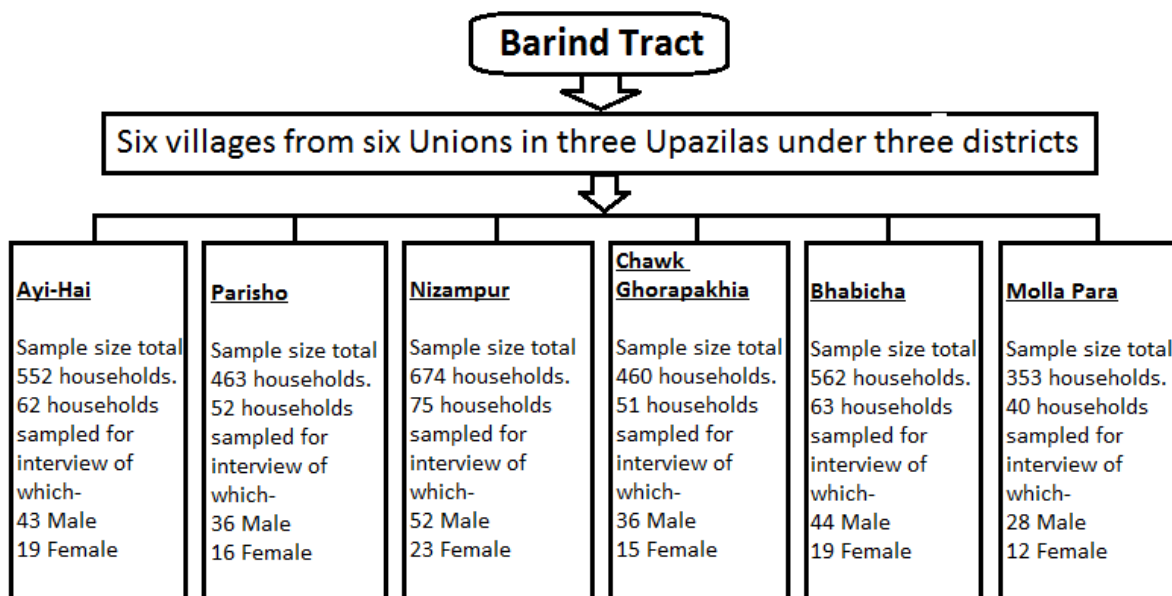 Barind Tract
Six villages from six Unions in three Upazilas under three districts
Ayi-Hai
Sample size total
552 households.
62 households
sampled for
interview of
which-
43 Male
19 Female
Parisho
Sample size total
463 households.
52 households
sampled for
interview of
which-
36 Male
16 Female
Nizampur
Sample size total
674 households.
75 households
sampled for
interview of
which-
52 Male
23 Female
Chawk
Ghorapakhia
Sample size total
460 households.
51 households
sampled for
interview of
which-
36 Male
15 Female
Bhabicha
Sample size total
562 households.
63 households
sampled for
interview of
which-
44 Male
19 Female
Molla Para
Sample size total
353 households.
40 households
sampled for
interview of
which-
28 Male
12 Female